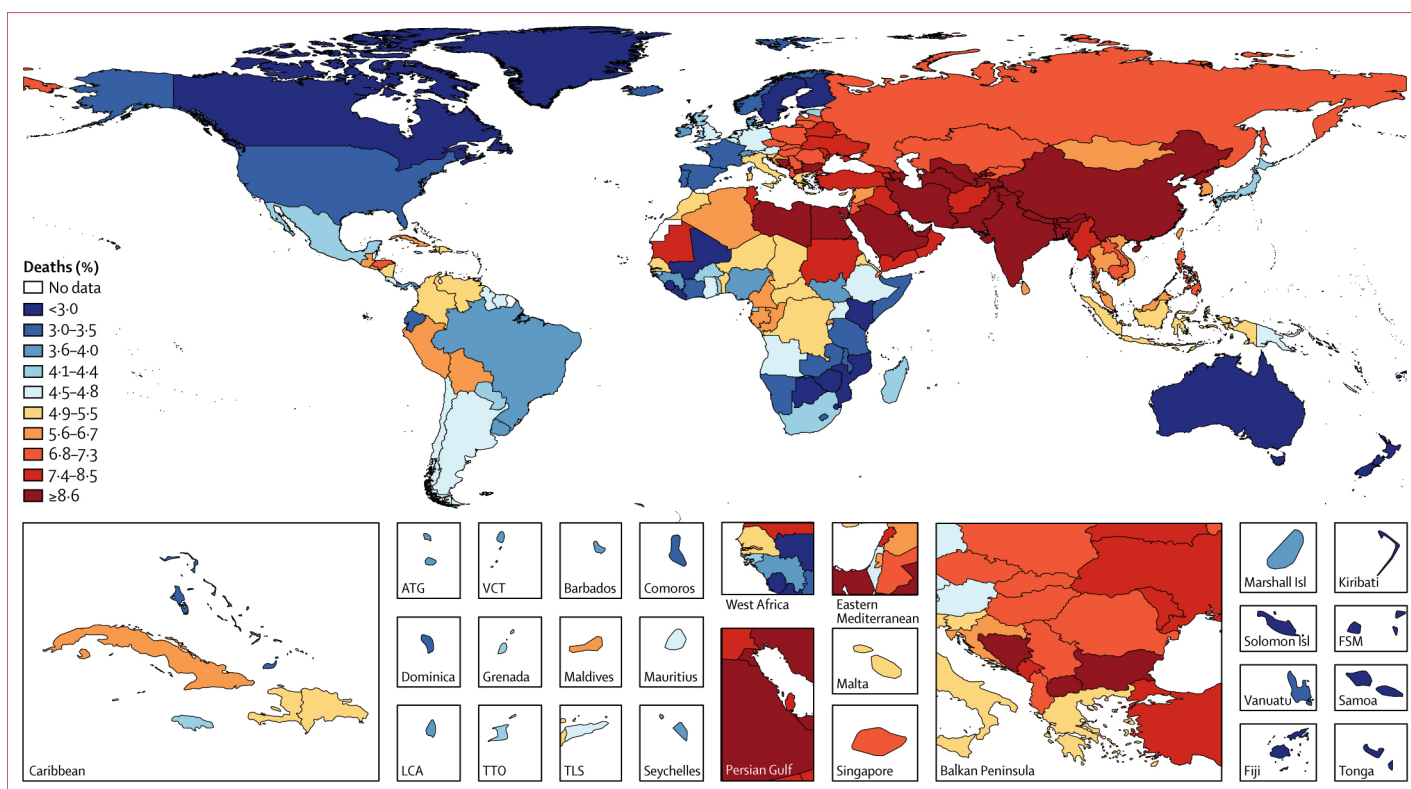 Deaths (%)
No data
<3·0
3·0–3·5
3·6–4·0
4·1–4·4
4·5–4·8
4·9–5·5
5·6–6·7
6·8–7·3
7·4–8·5
≥8·6
Caribbean
ATG
VCT
Barbados
Comoros
Dominica
Grenada
Maldives
Mauritius
LCA
TTO
TLS
Seychelles
West Africa
Eastern
Mediterranean
Persian Gulf
Malta
Singapore
Balkan Peninsula
Marshall Isl
Kiribati
Solomon Isl
FSM
Vanuatu
Samoa
Fiji
Tonga